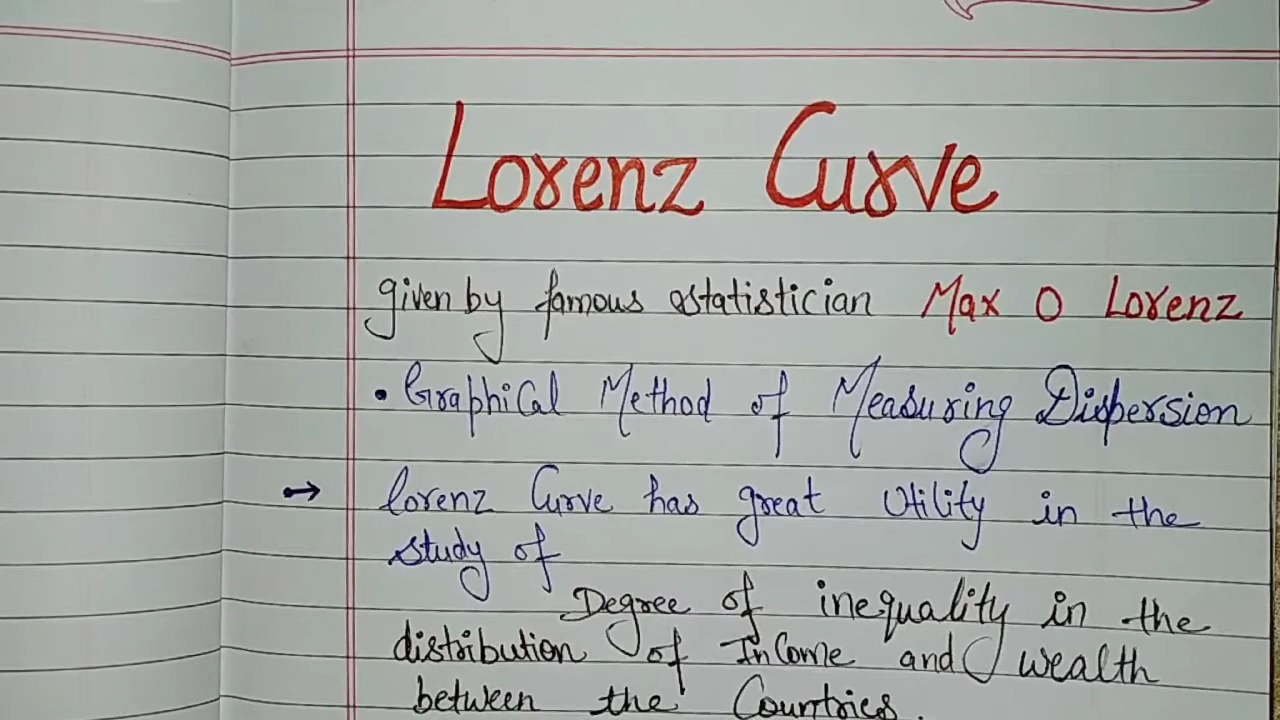 Lorenz Curve
given by famous statistician Max O Lorenz
• Graphical Method of Measuring Dispersion
→ Lorenz Curve has great Utility in the
study of
Degree of inequality in the
distribution of Income and wealth
between the Countries.